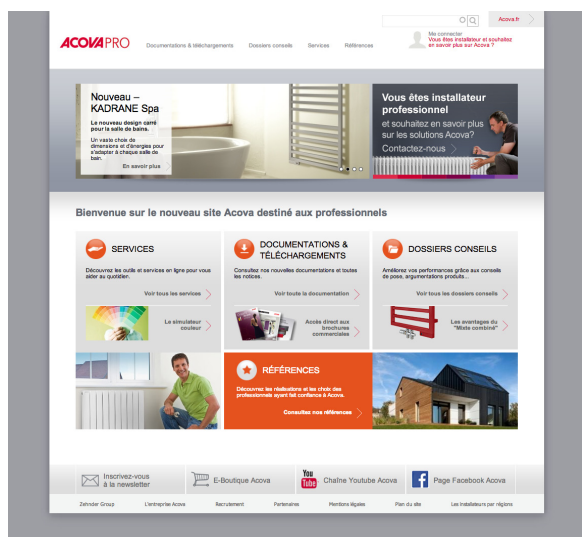 Acova.fr
ACOVAPRO
Documentations & téléchargements
Dossiers conseils
Services
Références
Me connecter
Vous êtes installateur et souhaitez
en savoir plus sur Acova ?
Nouveau –
KADRANE Spa
Le nouveau design carré
pour la salle de bains.
Un vaste choix de
dimensions et d'énergies pour
s'adapter à chaque salle de
bain.
En savoir plus
Vous êtes installateur
professionnel
et souhaitez en savoir plus
sur les solutions Acova?
Contactez-nous
Bienvenue sur le nouveau site Acova destiné aux professionnels
SERVICES
Découvrez les outils et services en ligne pour vous
aider au quotidien.
Voir tous les services
Le simulateur
couleur
DOCUMENTATIONS &
TÉLÉCHARGEMENTS
Consultez nos nouvelles documentations et toutes
les notices.
Voir toute la documentation
Accès direct aux
brochures
commerciales
DOSSIERS CONSEILS
Améliorez vos performances grâce aux conseils
de pose, argumentations produits...
Voir tous les dossiers conseils
Les avantages du
"Mixte combiné"
RÉFÉRENCES
Découvrez les réalisations et les choix des
professionnels ayant fait confiance à Acova.
Consultez nos références
Inscrivez-vous
à la newsletter
E-Boutique Acova
You
Tube
Chaîne Youtube Acova
f
Page Facebook Acova
Zehnder Group
L'entreprise Acova
Recrutement
Partenaires
Mentions légales
Plan du site
Les installateurs par régions